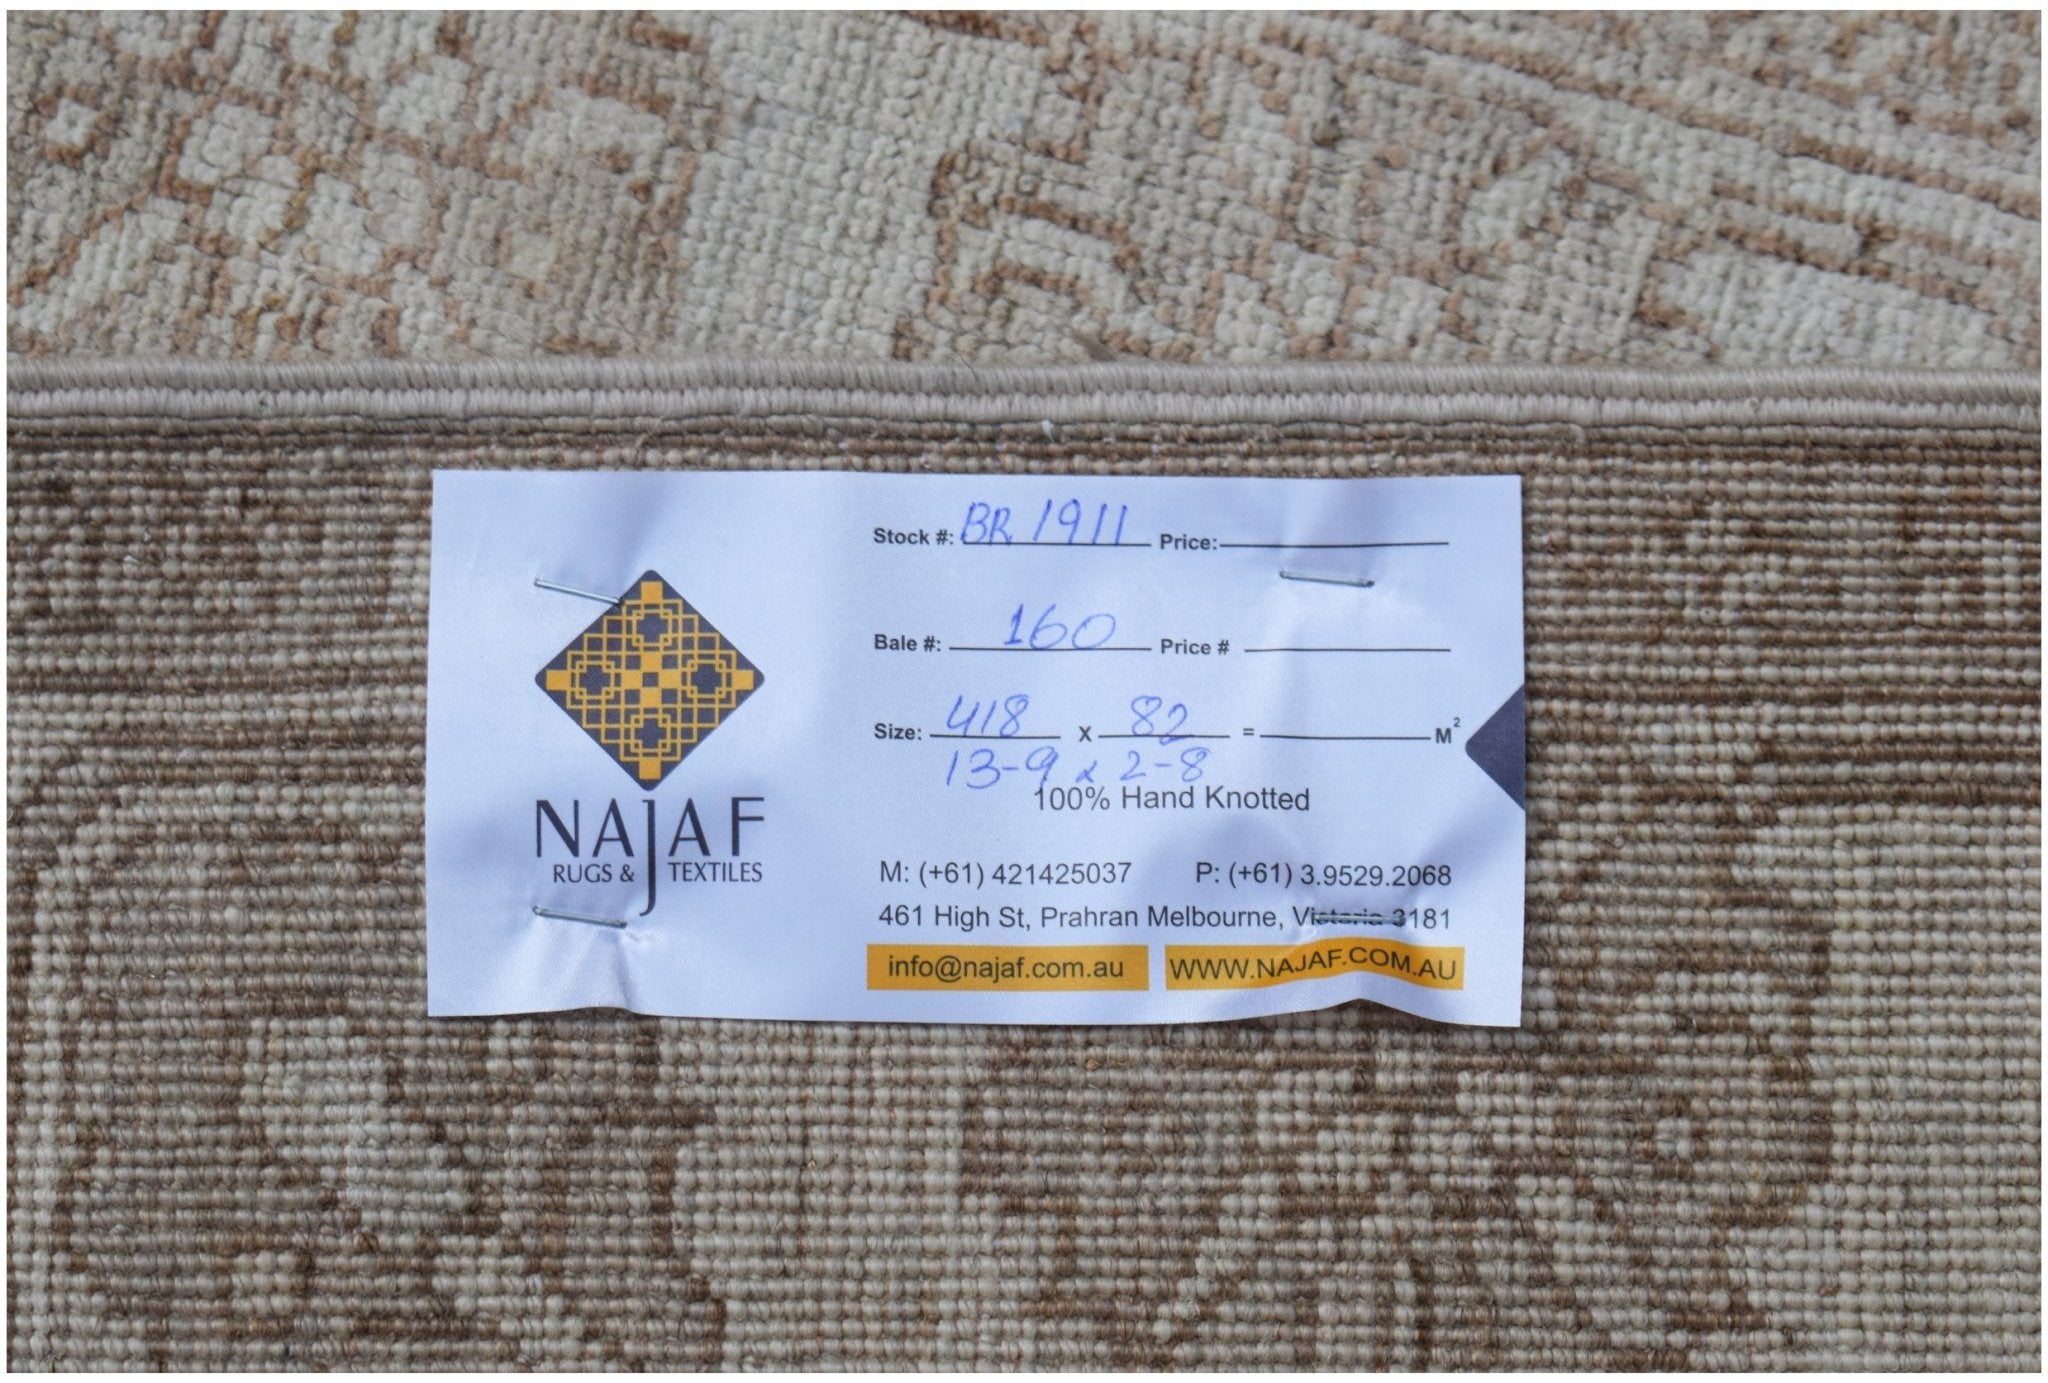 Stock #: BR 1911 Price:
Bale #: 160 Price #
Size: 418 x 82 = M²
13-9 x 2-8
100% Hand Knotted
NAJAF
RUGS & TEXTILES
M: (+61) 421425037 P: (+61) 3.9529.2068
461 High St, Prahran Melbourne, Victoria 3181
info@najaf.com.au WWW.NAJAF.COM.AU